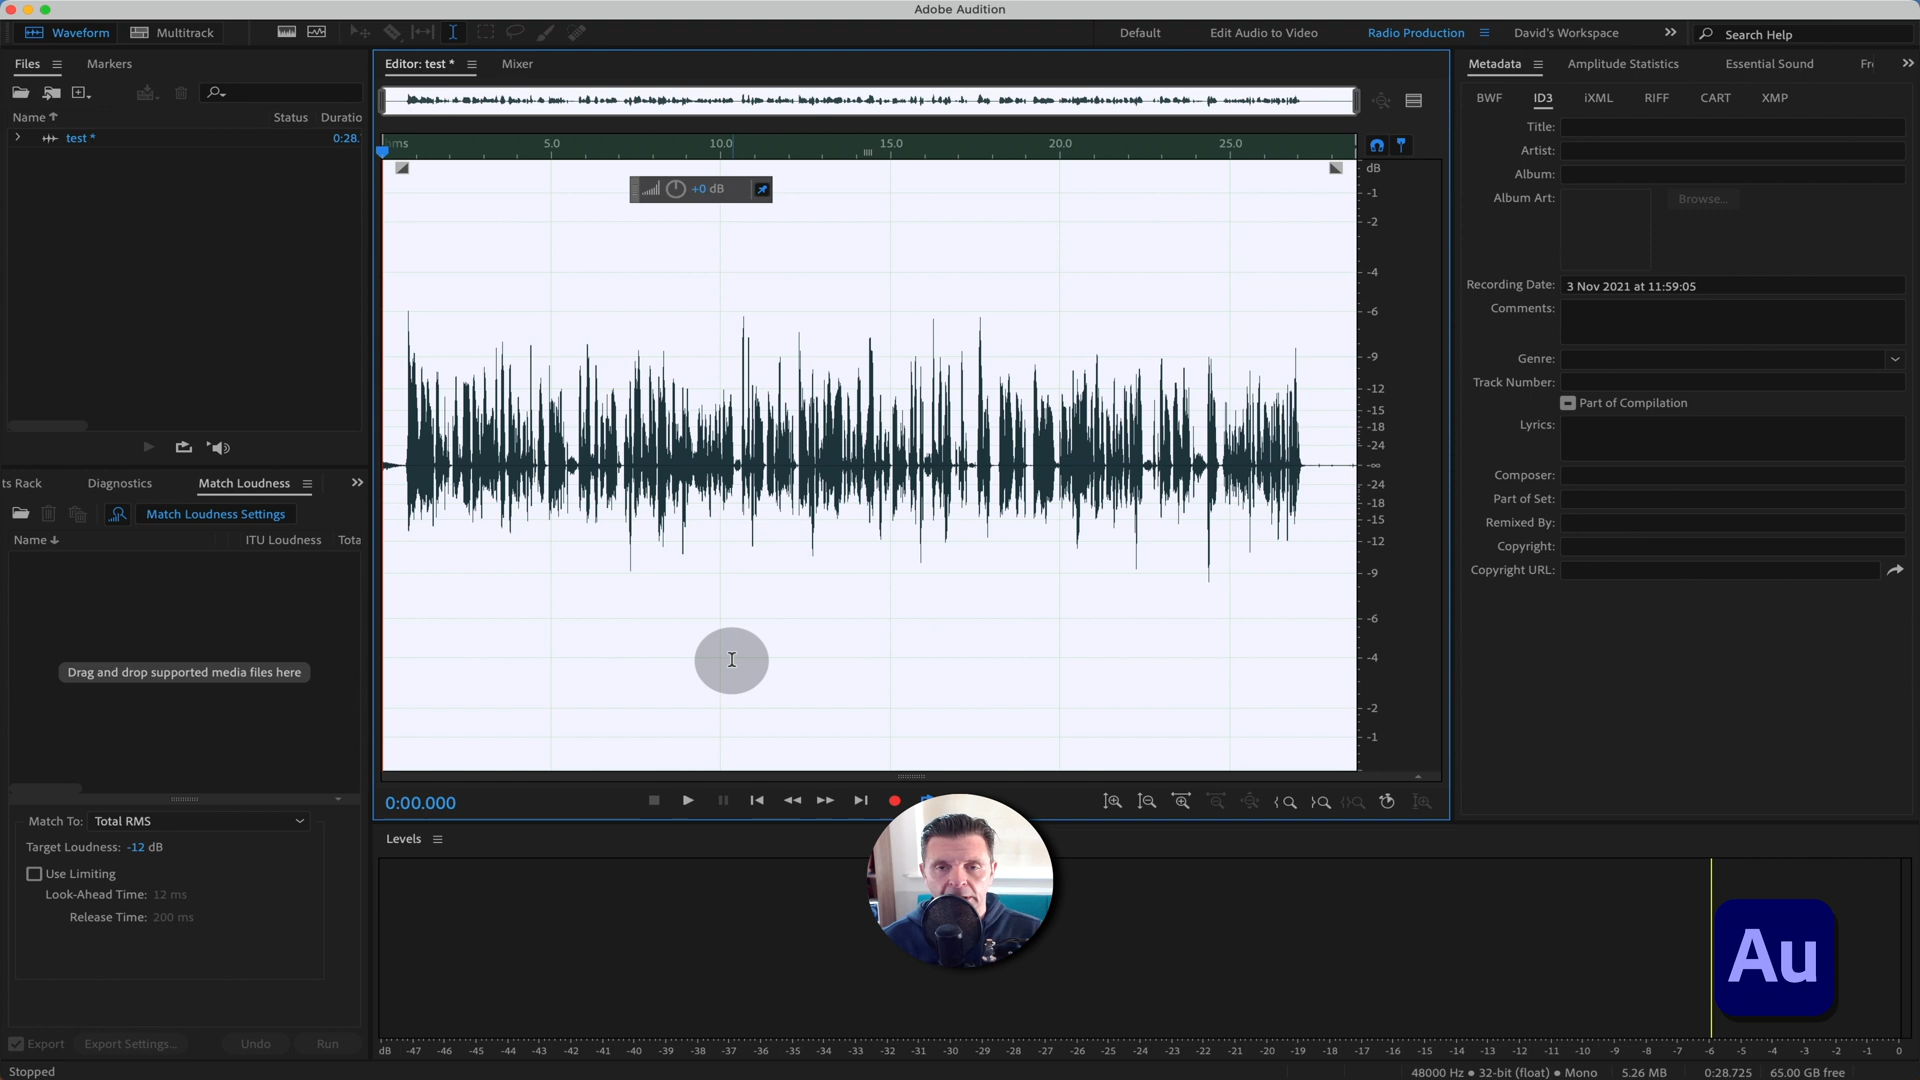 Adobe Audition
Waveform
Multitrack
Default
Edit Audio to Video
Radio Production
David's Workspace
Search Help
Files
Markers
Name
Status
Duratio
test *
0:28.
Editor: test *
Mixer
hms
5.0
10.0
15.0
20.0
25.0
+0 dB
dB
-1
-2
-4
-6
-9
-12
-15
-18
-24
-∞
-24
-18
-15
-12
-9
-6
-4
-2
-1
Metadata
Amplitude Statistics
Essential Sound
Fr
BWF
ID3
iXML
RIFF
CART
XMP
Title:
Artist:
Album:
Album Art:
Browse...
Recording Date: 3 Nov 2021 at 11:59:05
Comments:
Genre:
Track Number:
Part of Compilation
Lyrics:
Composer:
Part of Set:
Remixed By:
Copyright:
Copyright URL:
ts Rack
Diagnostics
Match Loudness
Match Loudness Settings
Name
ITU Loudness
Tota
Drag and drop supported media files here
Match To: Total RMS
Target Loudness: -12 dB
Use Limiting
Look-Ahead Time: 12 ms
Release Time: 200 ms
Export
Export Settings...
Undo
Run
0:00.000
Levels
Au
dB -47 -46 -45 -44 -43 -42 -41 -40 -39 -38 -37 -36 -35 -34 -33 -32 -31 -30 -29 -28 -27 -26 -25 -24 -23 -22 -21 -20 -19 -18 -17 -16 -15 -14 -13 -12 -11 -10 -9 -8 -7 -6 -5 -4 -3 -2 -1 0
Stopped
48000 Hz ● 32-bit (float) ● Mono
5.26 MB
0:28.725
65.00 GB free